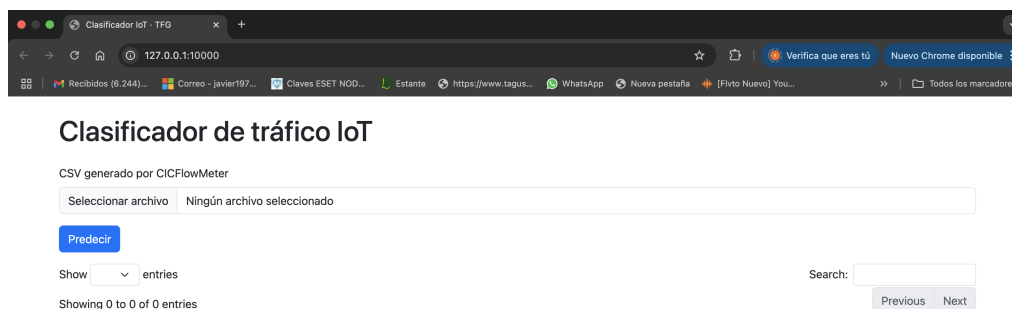 Clasificador IoT - TFG
127.0.0.1:10000
Verifica que eres tú
Nuevo Chrome disponible
Recibidos (6.244)...
Correo - javier197...
Claves ESET NOD...
Estante
https://www.tagus...
WhatsApp
Nueva pestaña
[Flvto Nuevo] You...
»
Todos los marcadore
Clasificador de tráfico IoT
CSV generado por CICFlowMeter
Seleccionar archivo Ningún archivo seleccionado
Predecir
Show entries
Search:
Showing 0 to 0 of 0 entries
Previous Next